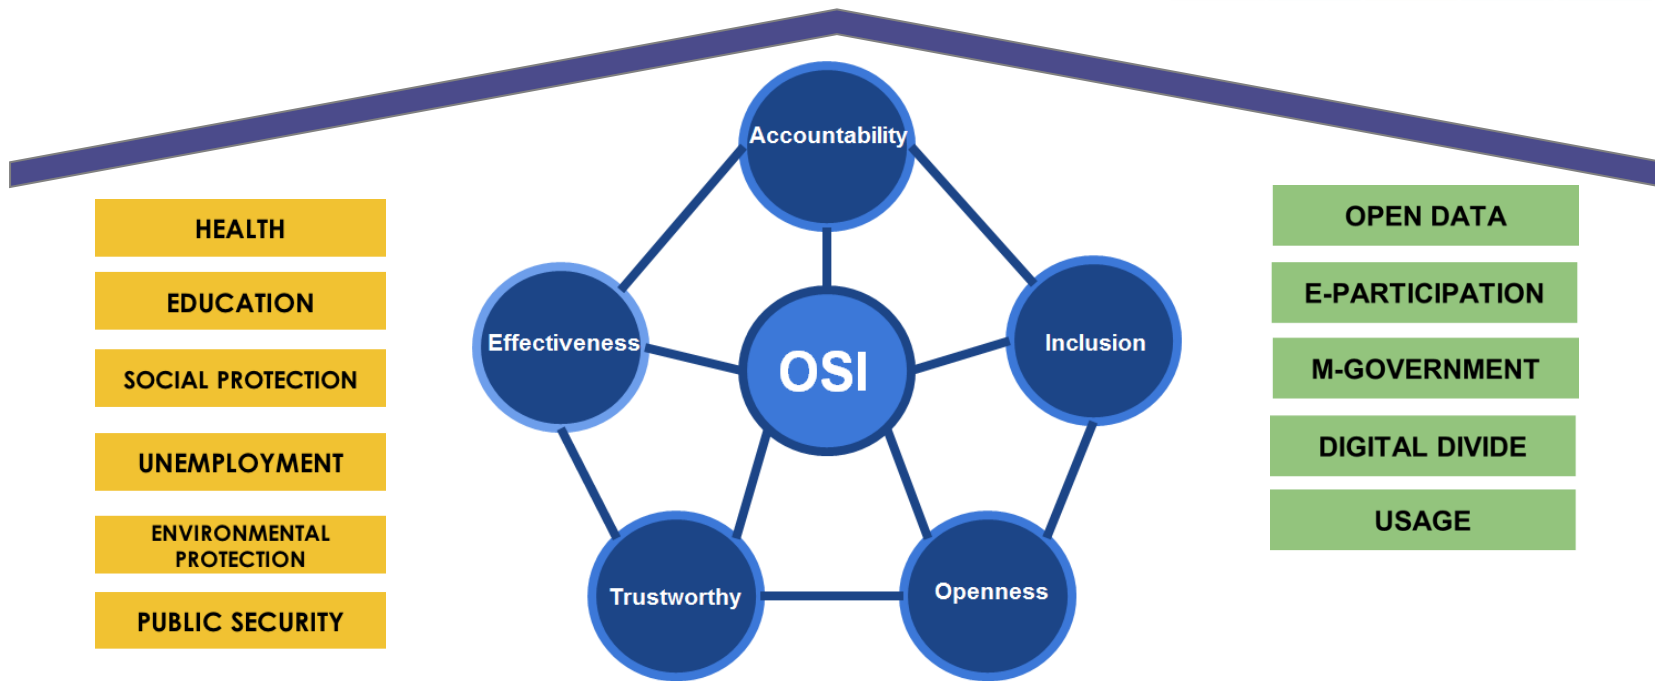 HEALTH
EDUCATION
SOCIAL PROTECTION
UNEMPLOYMENT
ENVIRONMENTAL
PROTECTION
PUBLIC SECURITY
Accountability
Effectiveness
OSI
Inclusion
Trustworthy
Openness
OPEN DATA
E-PARTICIPATION
M-GOVERNMENT
DIGITAL DIVIDE
USAGE